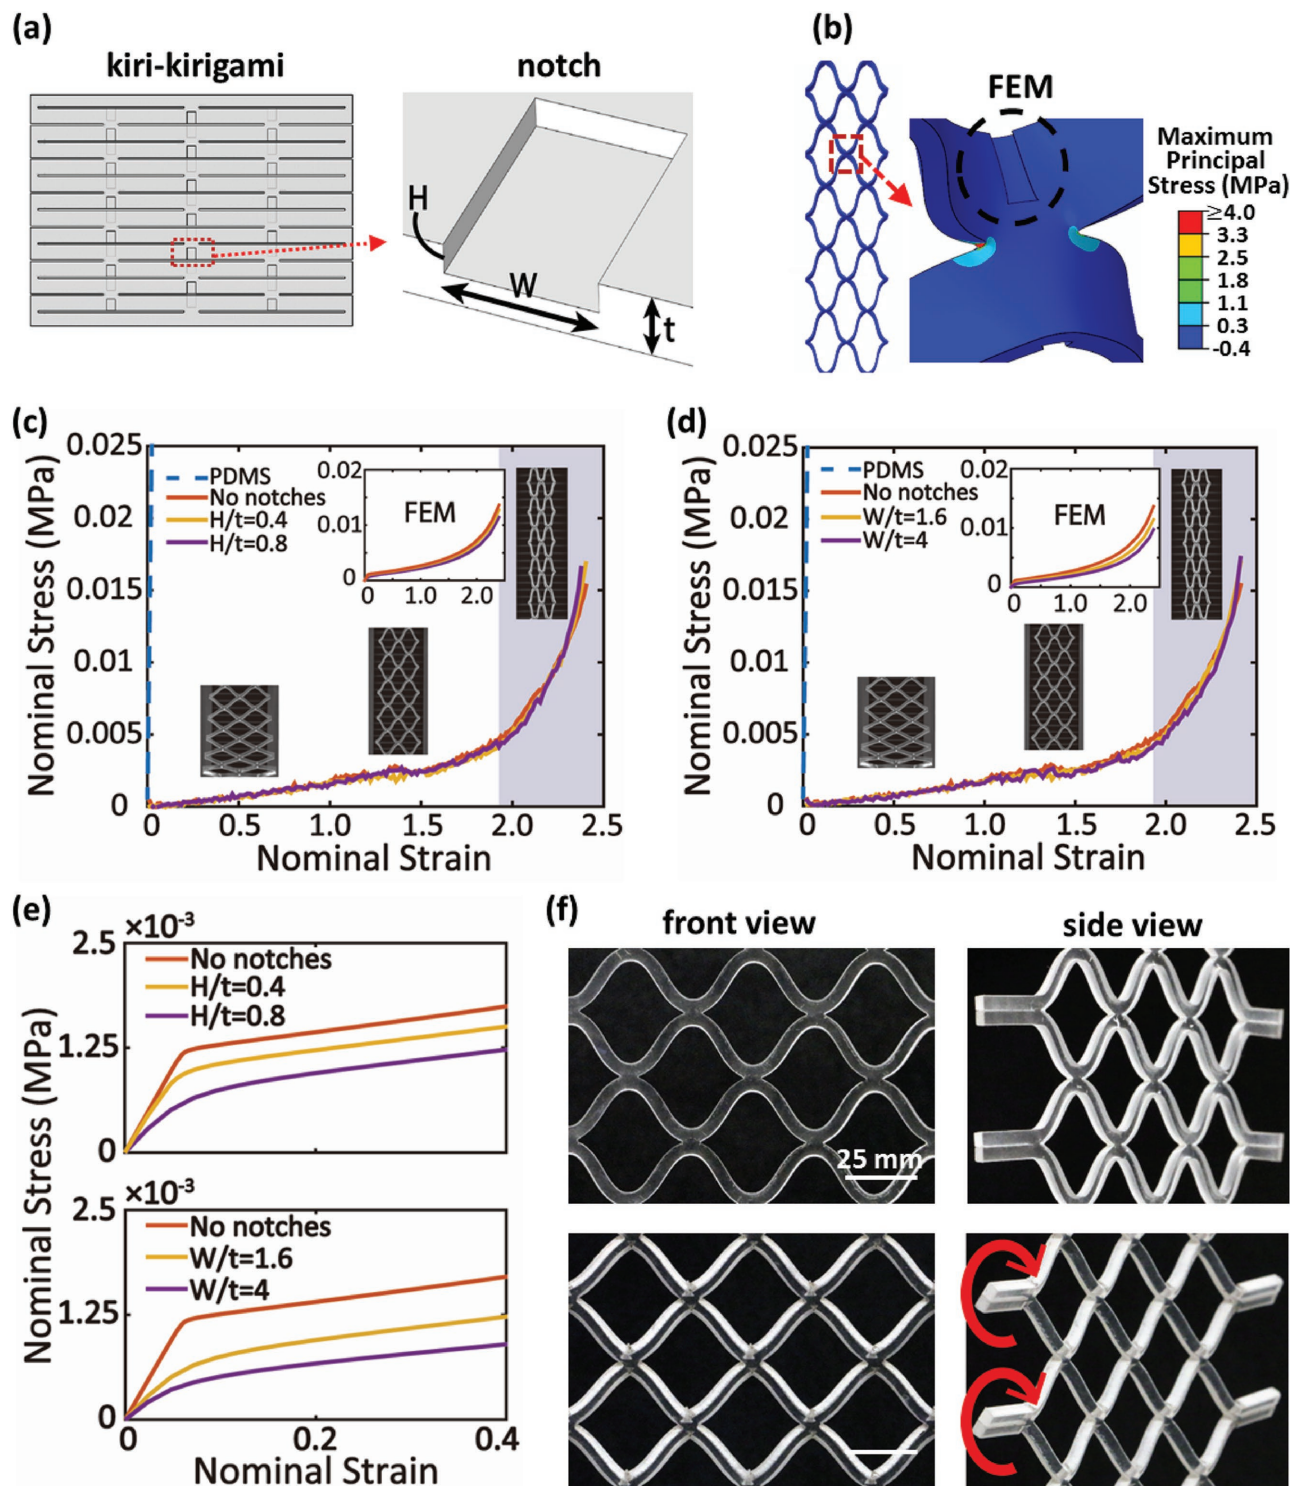 (a)
kiri-kirigami
notch
H
W
t
(b)
FEM
Maximum
Principal
Stress (MPa)
≥4.0
3.3
2.5
1.8
1.1
0.3
-0.4
(c)
Nominal Stress (MPa)
0.025
0.02
0.015
0.01
0.005
0
PDMS
No notches
H/t=0.4
H/t=0.8
0.02
0.01
0
FEM
0
1.0
2.0
0
0.5
1.0
1.5
2.0
2.5
Nominal Strain
(d)
Nominal Stress (MPa)
0.025
0.02
0.015
0.01
0.005
0
PDMS
No notches
W/t=1.6
W/t=4
0.02
0.01
0
FEM
0
1.0
2.0
0
0.5
1.0
1.5
2.0
2.5
Nominal Strain
(e)
Nominal Stress (MPa)
×10-3
2.5
1.25
0
No notches
H/t=0.4
H/t=0.8
×10-3
2.5
1.25
0
No notches
W/t=1.6
W/t=4
0
0.2
0.4
Nominal Strain
(f)
front view
side view
25 mm